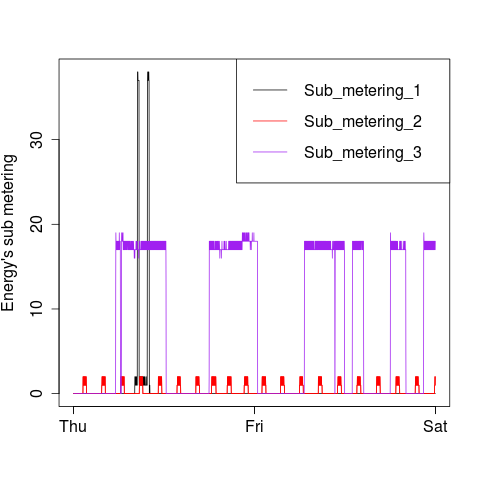 Sub_metering_1
Sub_metering_2
Sub_metering_3
Energy's sub metering
30
20
10
0
Thu Fri Sat